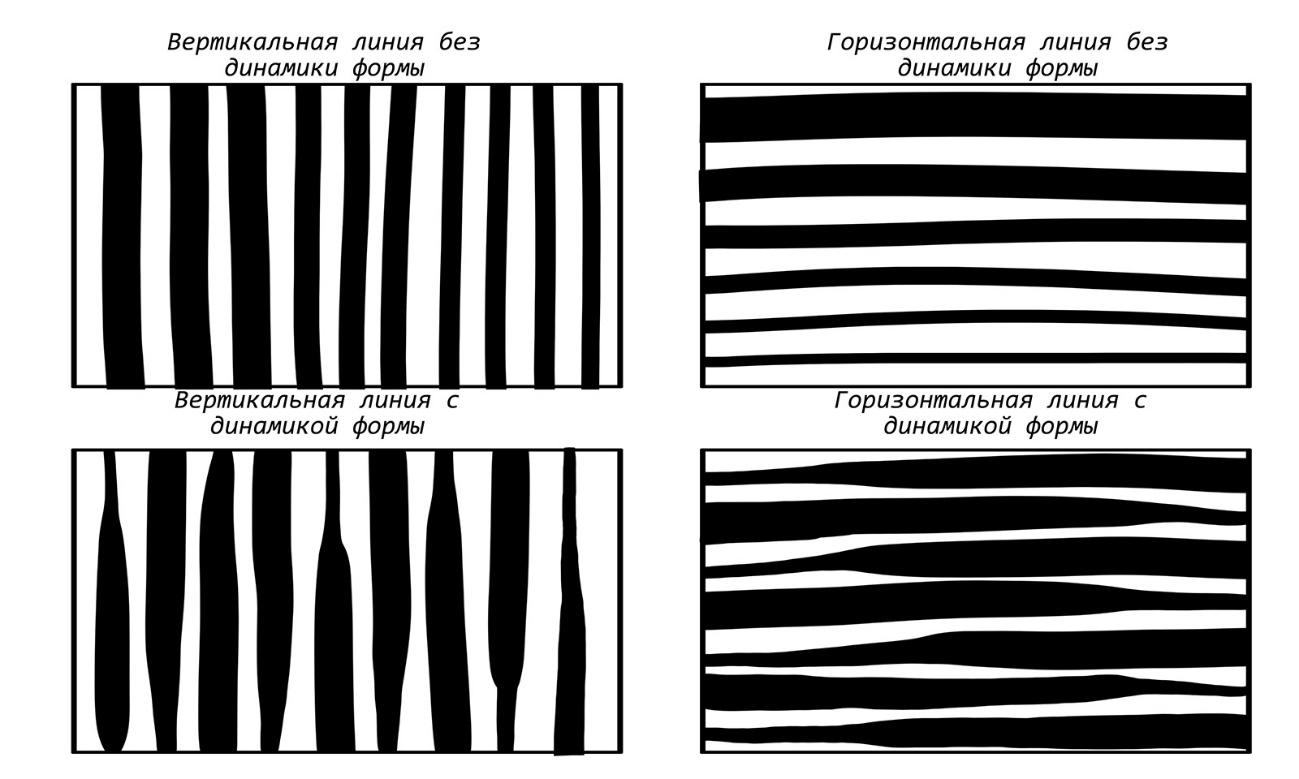 Вертикальная линия без
динамики формы
Горизонтальная линия без
динамики формы
Вертикальная линия с
динамикой формы
Горизонтальная линия с
динамикой формы